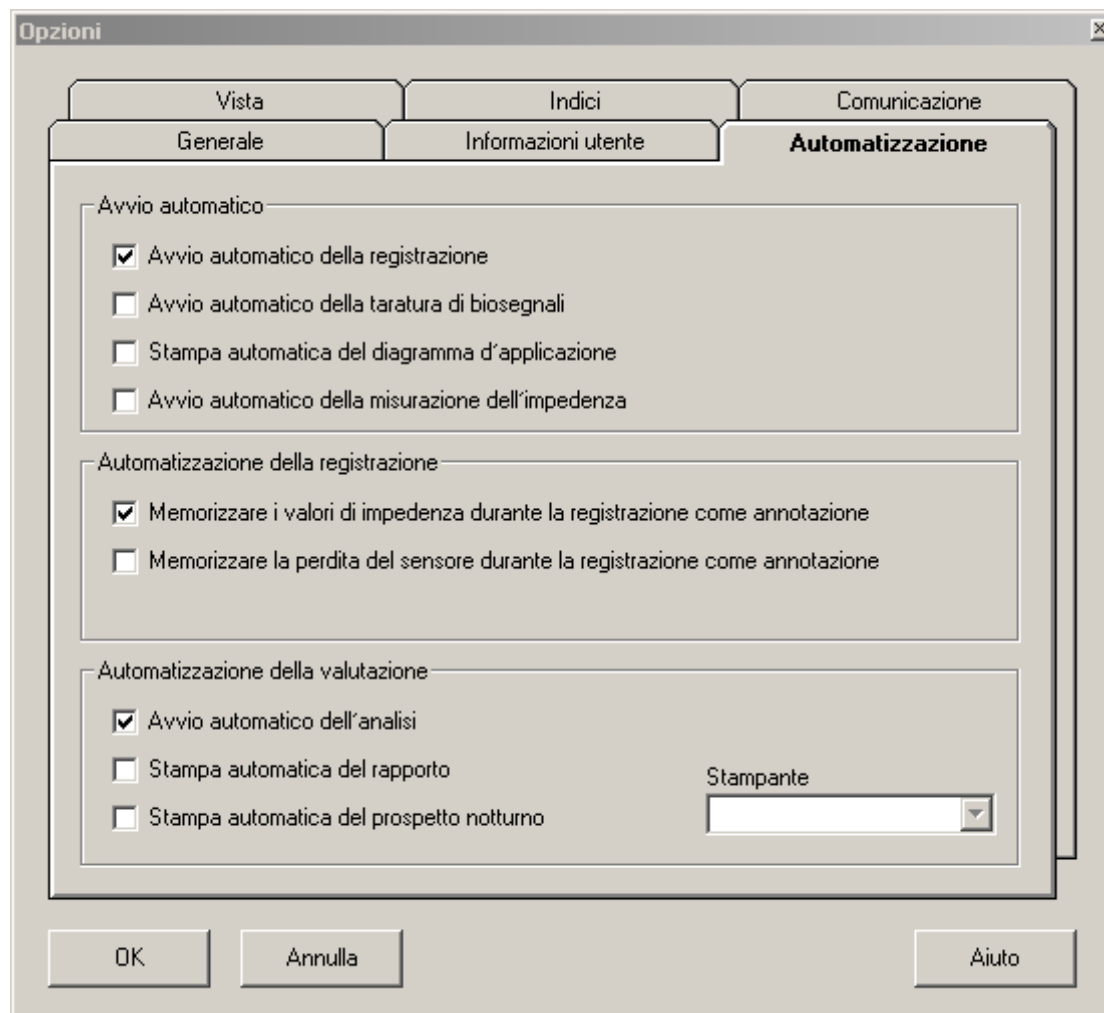 Opzioni
Vista
Indici
Comunicazione
Generale
Informazioni utente
Automatizzazione
Avvio automatico
Avvio automatico della registrazione
Avvio automatico della taratura di biosegnali
Stampa automatica del diagramma d´applicazione
Avvio automatico della misurazione dell´impedenza
Automatizzazione della registrazione
Memorizzare i valori di impedenza durante la registrazione come annotazione
Memorizzare la perdita del sensore durante la registrazione come annotazione
Automatizzazione della valutazione
Avvio automatico dell´analisi
Stampa automatica del rapporto
Stampante
Stampa automatica del prospetto notturno
OK
Annulla
Aiuto